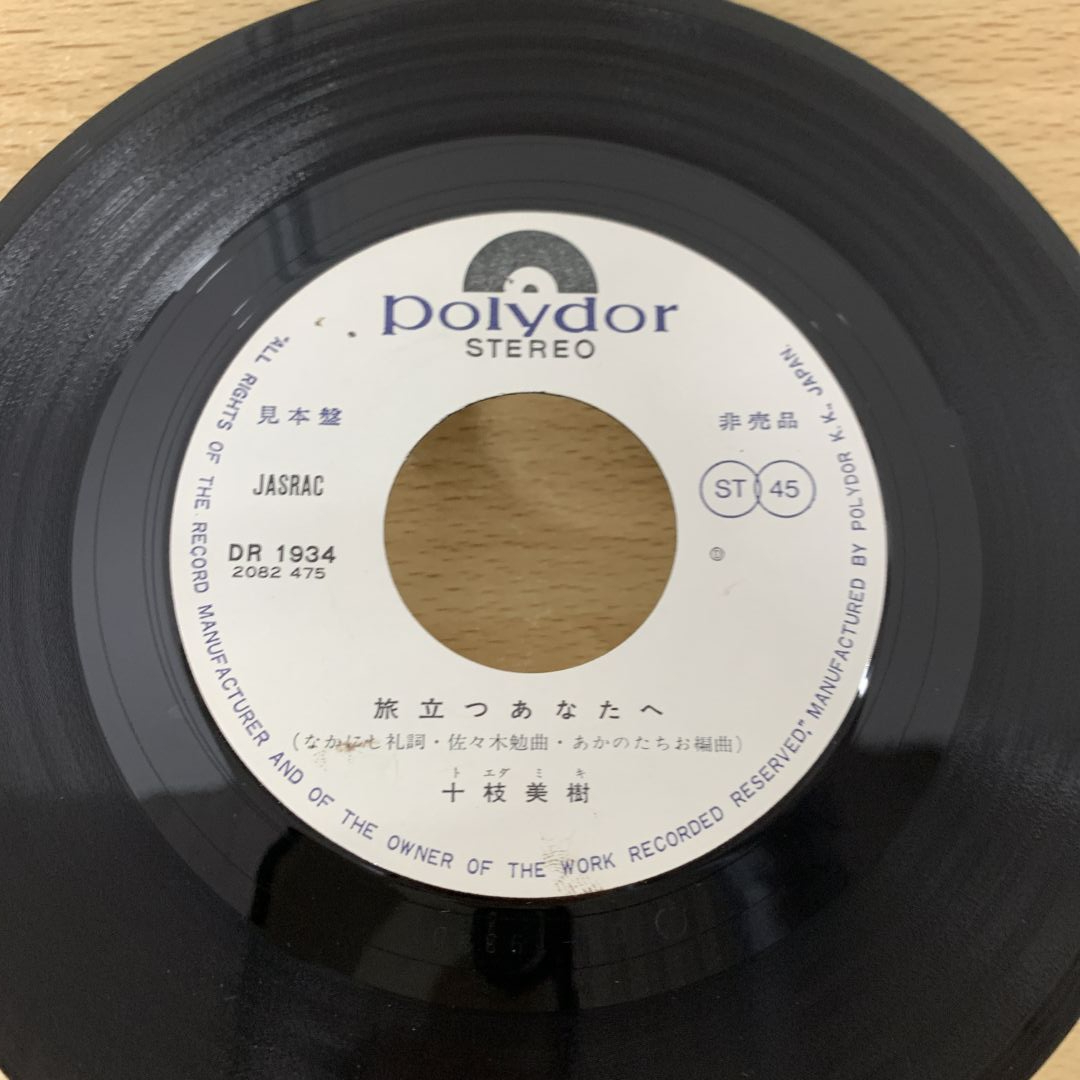 polydor
STEREO
見本盤
非売品
JASRAC
ST 45
DR 1934
2082 475
旅立つあなたへ
(なかにし礼詞・佐々木勉曲・あかのたちお編曲)
トエダミキ
十枝美樹
"ALL RIGHTS OF THE RECORD MANUFACTURER AND OF THE OWNER OF THE WORK RECORDED RESERVED," MANUFACTURED BY POLYDOR K. K., JAPAN.